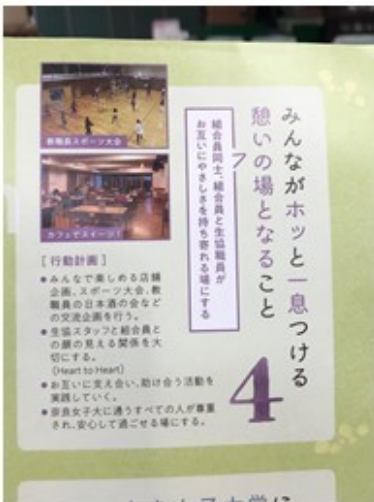 みんながホッと一息つける
憩いの場となること
4
組合員同士、組合員と生協職員が
お互いにやさしさを持ち寄れる場にする
教職員スポーツ大会
カフェでスイーツ!
[行動計画]
●みんなで楽しめる店舗
企画、スポーツ大会、教
職員の日本酒の会など
の交流企画を行う。
●生協スタッフと組合員と
の顔の見える関係を大
切にする。
(Heart to Heart)
●お互いに支え合い、助け合う活動を
実践していく。
●奈良女子大に通うすべての人が尊重
され、安心して過ごせる場にする。